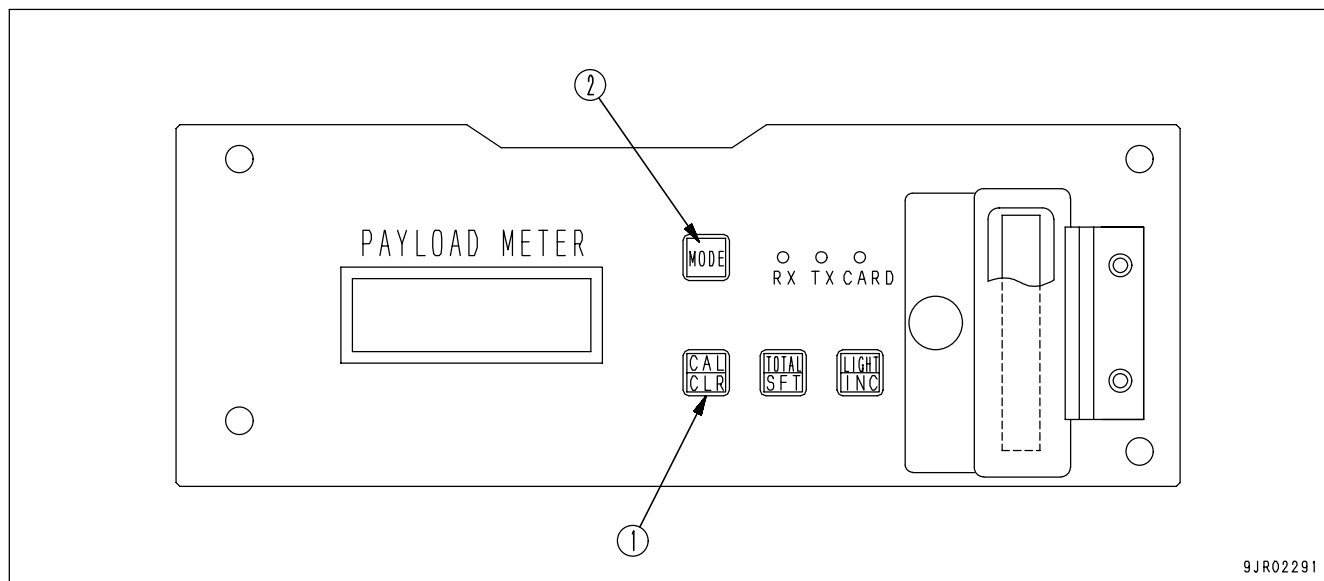 2
PAYLOAD METER
MODE
RX TX CARD
CAL
CLR
TOTAL
SFT
LIGHT
INC
1
9JR02291